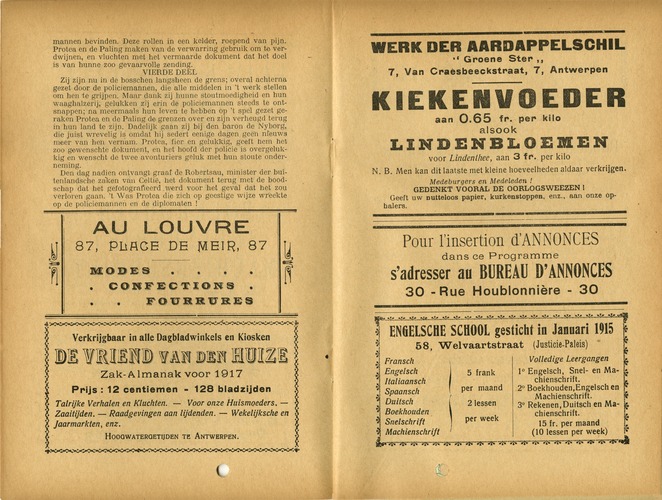 mannen bevinden. Deze rollen in een kelder, roepend van pijn.
Protea en de Paling maken van de verwarring gebruik om te ver-
dwijnen, en vluchten met het vermaarde dokument dat het doel
is van hunne zoo gevaarvolle zending.
VIERDE DEEL
Zij zijn nu in de bosschen langsheen de grens; overal achterna
gezet door de policiemannen, die alle middelen in 't werk stellen
om hen te grijpen. Maar dank zij hunne stoutmoedigheid en hun
waaghalzerij, gelukken zij erin de policiemannen steeds te ont-
snappen; na meermaals hun leven te hebben op 't spel gezet ge-
raken Protea en de Paling de grenzen over en zijn verheugd terug
in hun land te zijn. Dadelijk gaan zij bij den baron de Nyborg,
die juist wrevelig is omdat hij sedert eenige dagen geen nieuws
meer van hen vernam. Protea, fier en gelukkig, geeft hem het
zoo gewenschte dokument, en het hoofd der policie is overgeluk-
kig en wenscht de twee avonturiers geluk met hun stoute onder-
neming.
Den dag nadien ontvangt graaf de Roberteau, minister der bui-
tenlandsche zaken van Celtie, het dokument terug met de bood-
schap dat het gefotografieerd werd voor het geval dat het zou
verloren gaan. 't Was Protea die zich op geestige wijze wreekte
op de policiemannen en de diplomaten !
AU LOUVRE
87, PLACE DE MEIR, 87
MODES . . . .
. CONFECTIONS .
. . FOURRURES
Verkrijgbaar in alle Dagbladwinkels en Kiosken
DE VRIEND VAN DEN HUIZE
Zak-Almanak voor 1917
Prijs : 12 centiemen - 128 bladzijden
Talrijke Verhalen en Kluchten. — Voor onze Huismoeders. —
Zaaitijden. — Raadgevingen aan lijdenden. — Wekelijksche en
Jaarmarkten, enz.
HOOGWATERGETIJDEN TE ANTWERPEN.
WERK DER AARDAPPELSCHIL
" Groene Ster „
7, Van Craesbeeckstraat, 7, Antwerpen
KIEKENVOEDER
aan 0.65 fr. per kilo
alsook
LINDENBLOEMEN
voor Lindenthee, aan 3 fr. per kilo
N. B. Men kan dit laatste met kleine hoeveelheden aldaar verkrijgen.
Medeburgers en Medeleden !
GEDENKT VOORAL DE OORLOGSWEEZEN !
Geeft uw nutteloos papier, kurkenstoppen, enz., aan onze op-
halers.
Pour l'insertion d'ANNONCES
dans ce Programme
s'adresser au BUREAU D'ANNONCES
30 - Rue Houblonnière - 30
ENGELSCHE SCHOOL gesticht in Januari 1915
58, Welvaartstraat (Justicie-Paleis)
Fransch
Engelsch
Italiaansch
Spaansch
Duitsch
Boekhouden
Snelschrift
Machienschrift
5 frank
per maand
2 lessen
per week
Volledige Leergangen
1º Engelsch, Snel- en Ma-
chienschrift.
2º Boekhouden, Engelsch en
Machienschrift.
3º Rekenen, Duitsch en Ma-
chienschrift.
15 fr. per maand
(10 lessen per week)